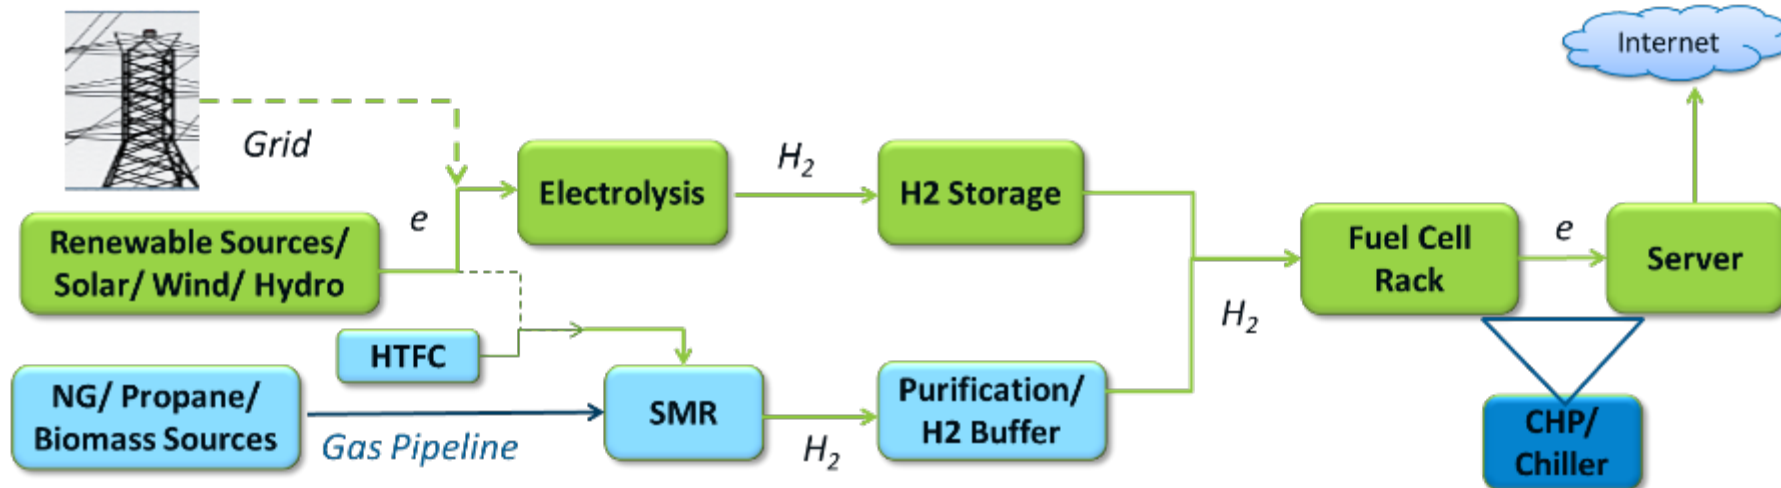 Internet
Grid
H2
Electrolysis
H2 Storage
e
Renewable Sources/
Solar/ Wind/ Hydro
Fuel Cell
Rack
e
Server
H2
HTFC
NG/ Propane/
Biomass Sources
Gas Pipeline
SMR
H2
Purification/
H2 Buffer
CHP/
Chiller